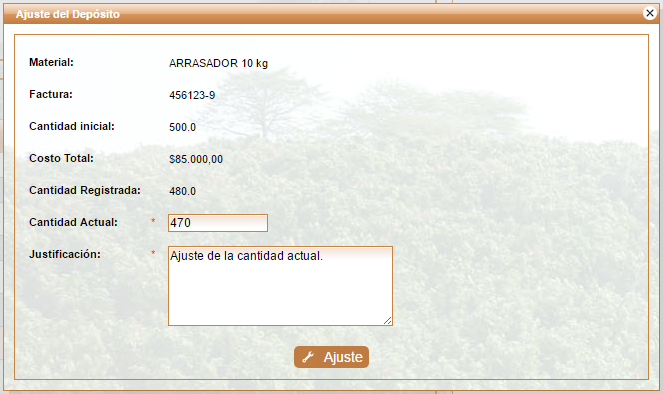 Ajuste del Depósito
Material: ARRASADOR 10 kg
Factura: 456123-9
Cantidad inicial: 500.0
Costo Total: $85.000,00
Cantidad Registrada: 480.0
Cantidad Actual: * 470
Justificación: * Ajuste de la cantidad actual.
Ajuste